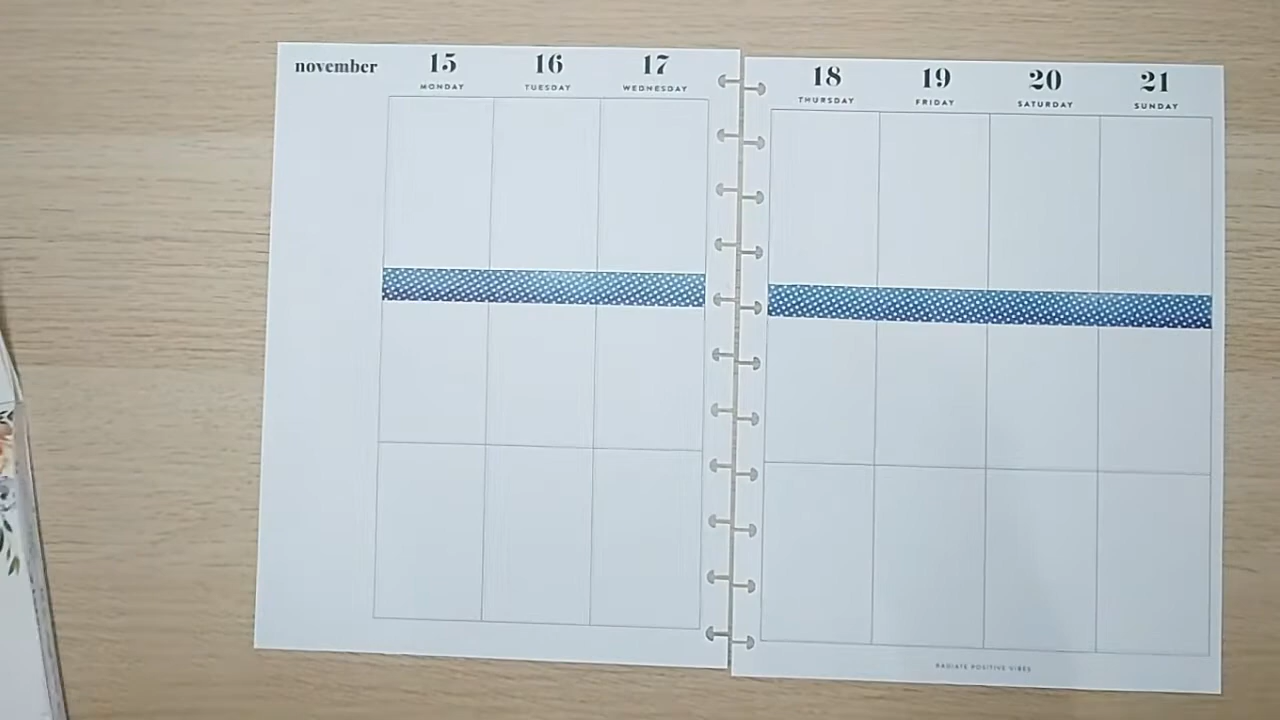 november
15 16 17
MONDAY TUESDAY WEDNESDAY
18 19 20 21
THURSDAY FRIDAY SATURDAY SUNDAY
RADIATE POSITIVE VIBES